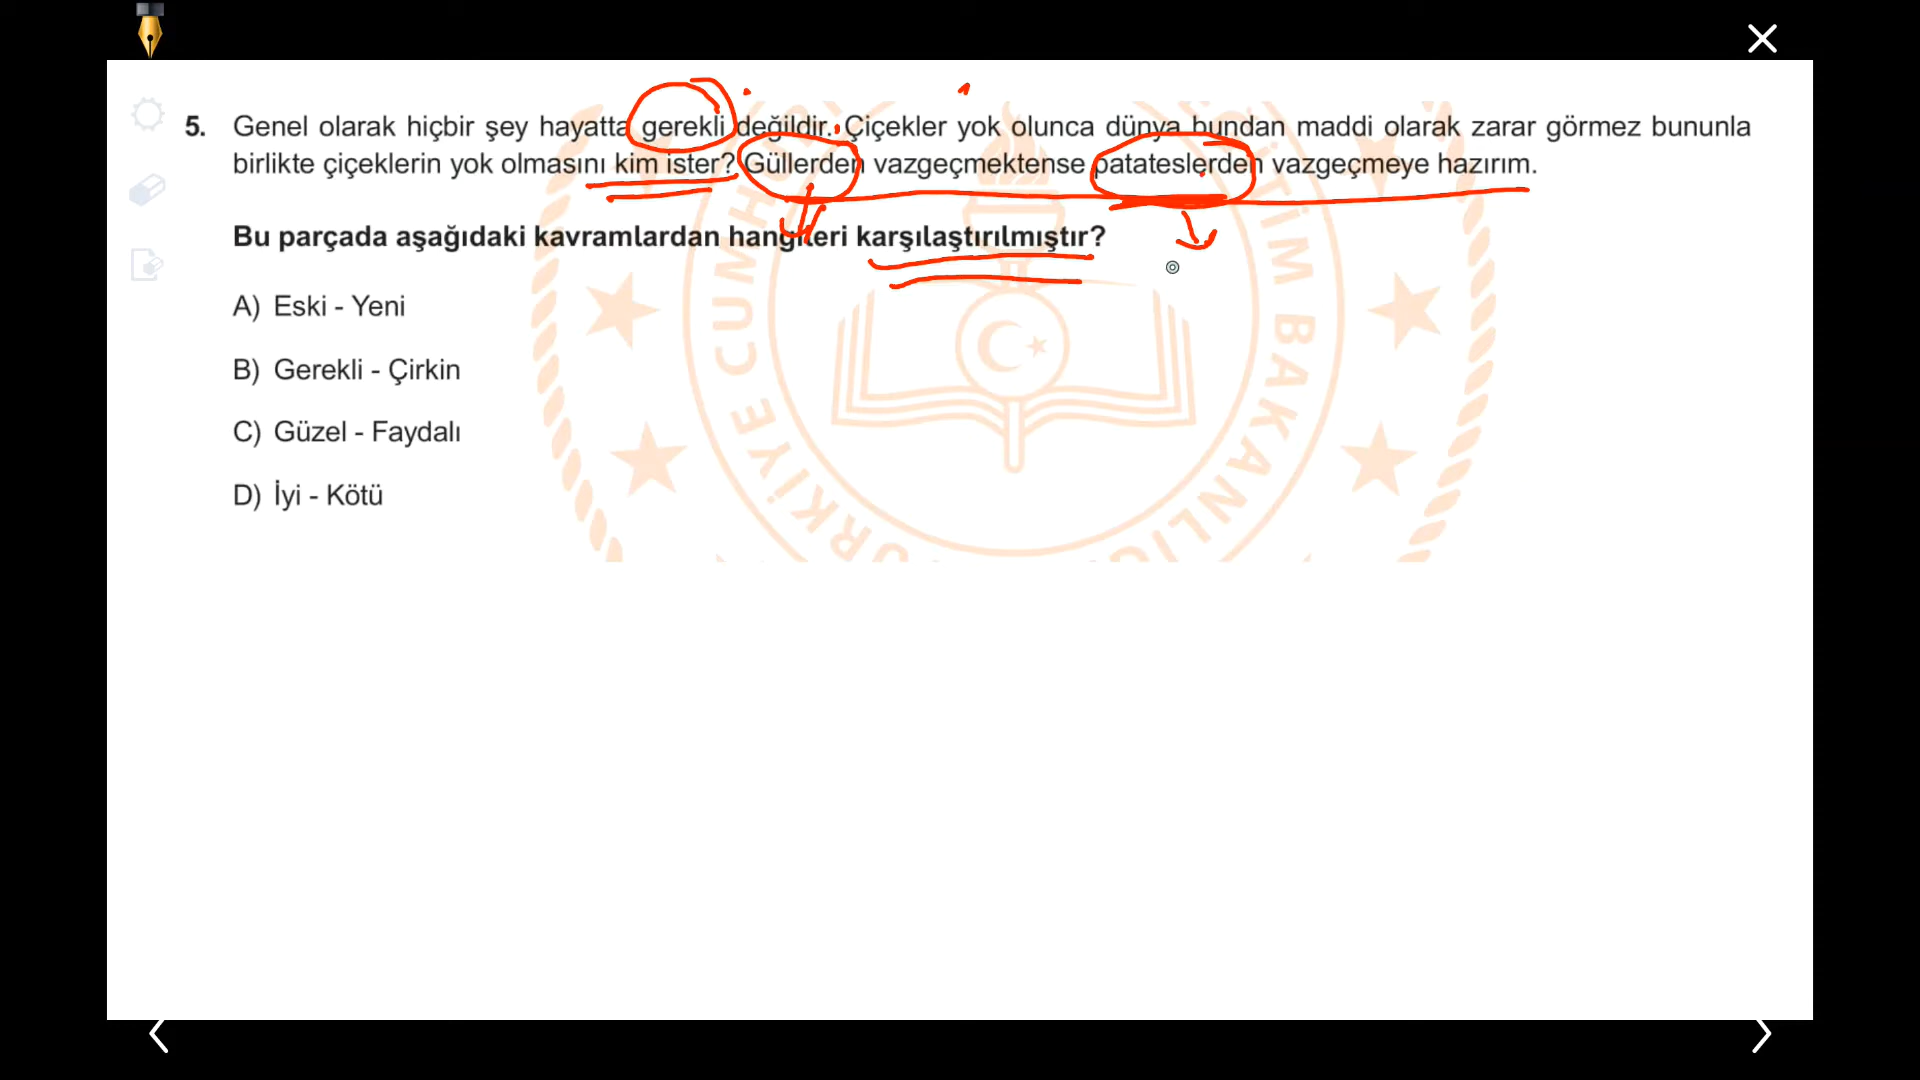 5. Genel olarak hiçbir şey hayatta gerekli değildir. Çiçekler yok olunca dünya bundan maddi olarak zarar görmez bununla
birlikte çiçeklerin yok olmasını kim ister? Güllerden vazgeçmektense patateslerden vazgeçmeye hazırım.
Bu parçada aşağıdaki kavramlardan hangileri karşılaştırılmıştır?
A) Eski - Yeni
B) Gerekli - Çirkin
C) Güzel - Faydalı
D) İyi - Kötü